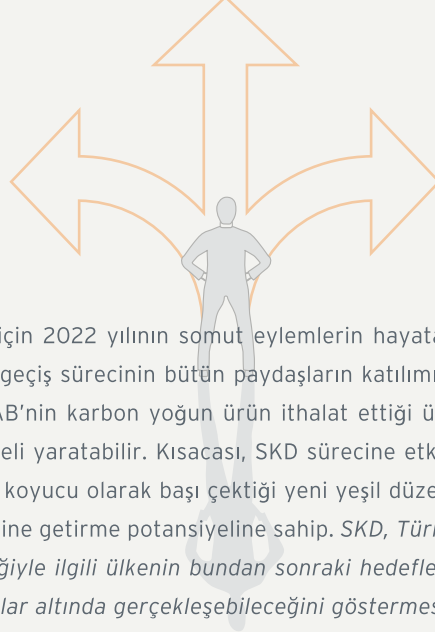 için 2022 yılının somut eylemlerin hayata
geçiş sürecinin bütün paydaşların katılımı
AB'nin karbon yoğun ürün ithalat ettiği ü
eli yaratabilir. Kısacası, SKD sürecine etk
koyucu olarak başı çektiği yeni yeşil düze
ine getirme potansiyeline sahip. SKD, Tür
ğiyle ilgili ülkenin bundan sonraki hedefle
lar altında gerçekleşebileceğini göstermes